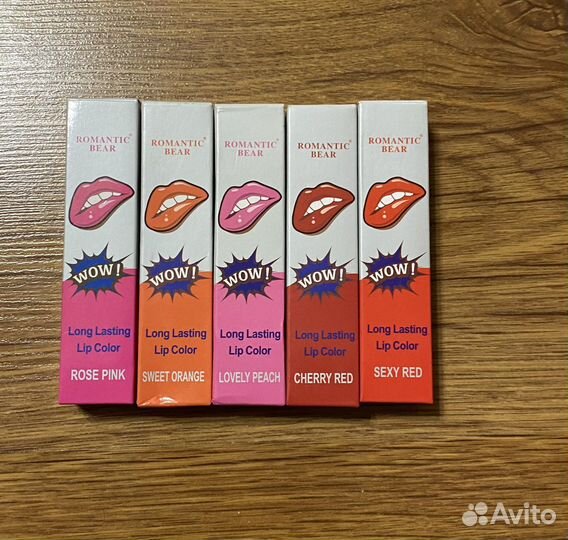 ROMANTIC
BEAR
WOW!
Long Lasting
Lip Color
ROSE PINK
ROMANTIC
BEAR
WOW!
Long Lasting
Lip Color
SWEET ORANGE
ROMANTIC
BEAR
WOW!
Long Lasting
Lip Color
LOVELY PEACH
ROMANTIC
BEAR
WOW!
Long Lasting
Lip Color
CHERRY RED
ROMANTIC
BEAR
WOW!
Long Lasting
Lip Color
SEXY RED
Avito